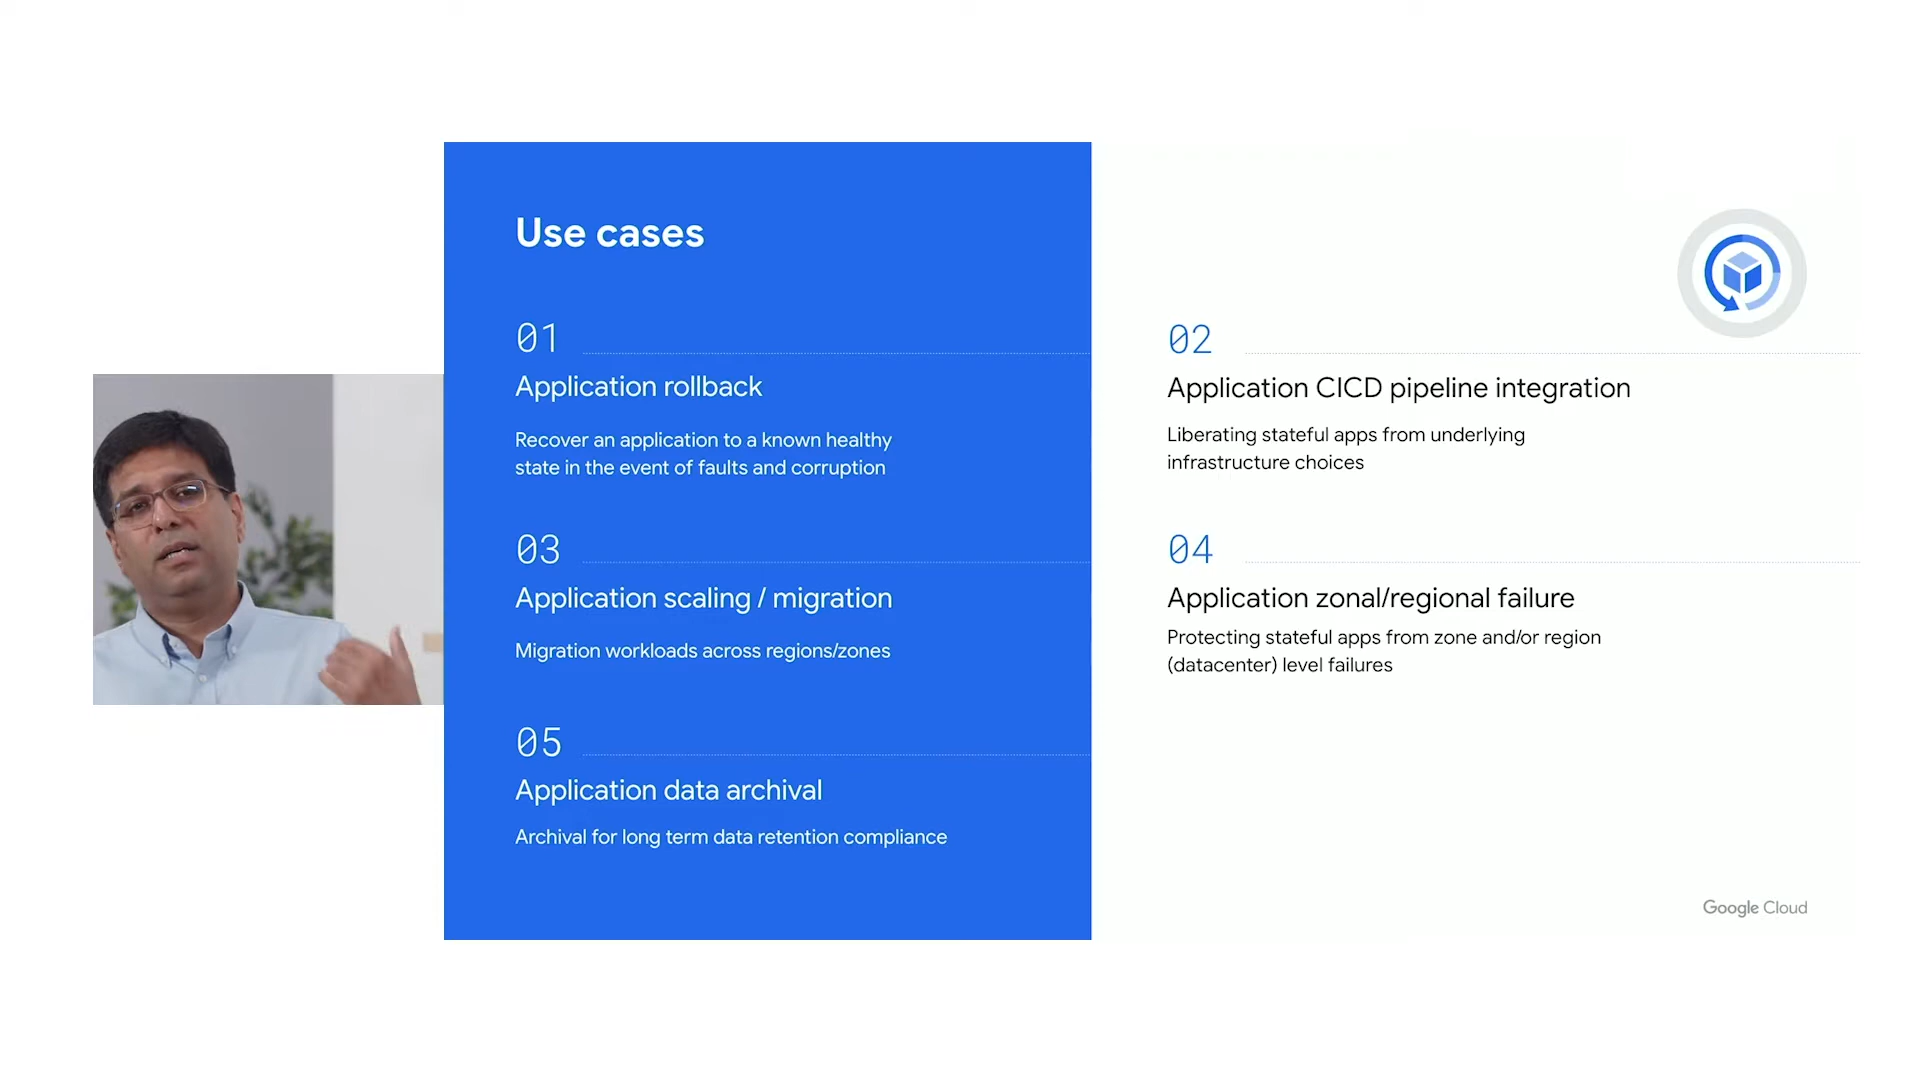 Use cases
01
Application rollback
Recover an application to a known healthy
state in the event of faults and corruption
02
Application CICD pipeline integration
Liberating stateful apps from underlying
infrastructure choices
03
Application scaling / migration
Migration workloads across regions/zones
04
Application zonal/regional failure
Protecting stateful apps from zone and/or region
(datacenter) level failures
05
Application data archival
Archival for long term data retention compliance
Google Cloud